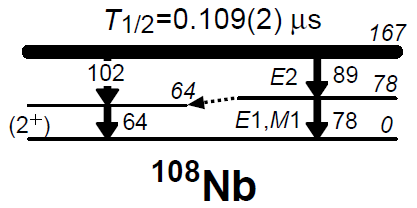 T1/2=0.109(2) μs
167
102
E2
89
78
64
(2+)
64
E1,M1
78
0
108Nb